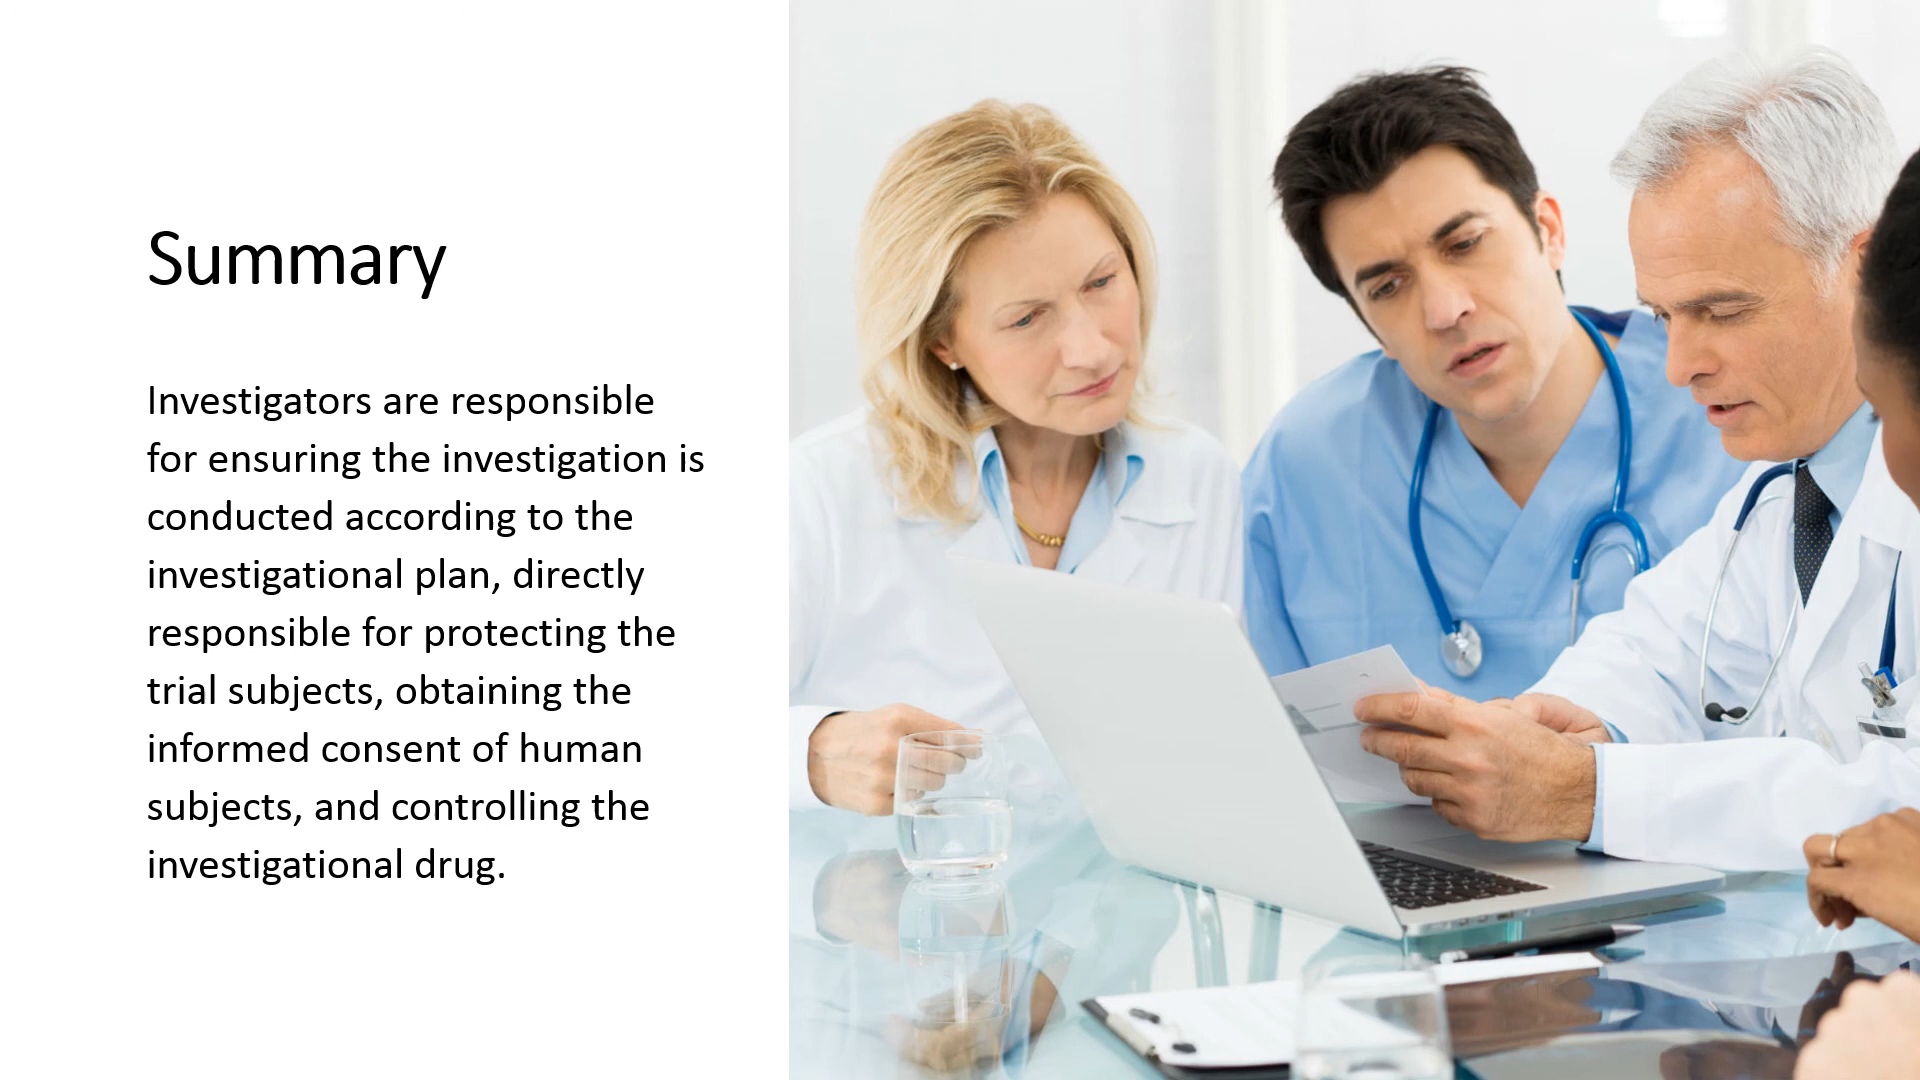 Summary
Investigators are responsible
for ensuring the investigation is
conducted according to the
investigational plan, directly
responsible for protecting the
trial subjects, obtaining the
informed consent of human
subjects, and controlling the
investigational drug.